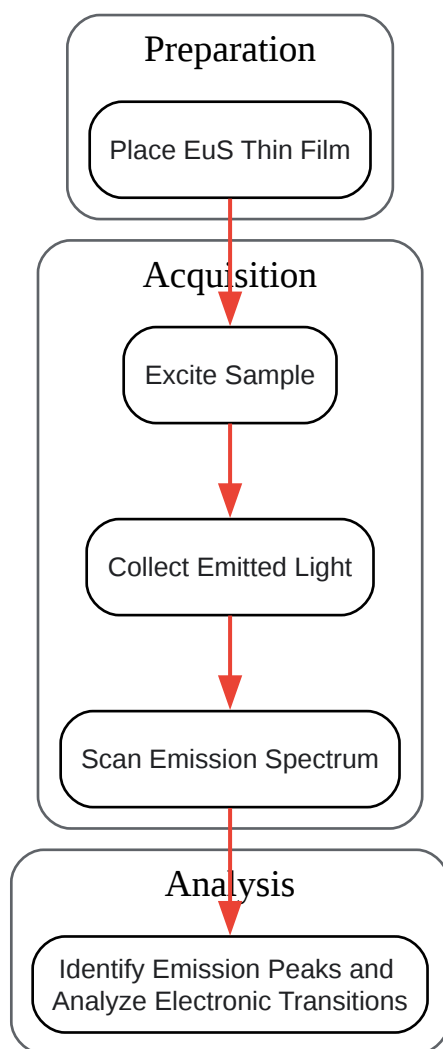 Preparation
Place EuS Thin Film
Acquisition
Excite Sample
Collect Emitted Light
Scan Emission Spectrum
Analysis
Identify Emission Peaks and
Analyze Electronic Transitions